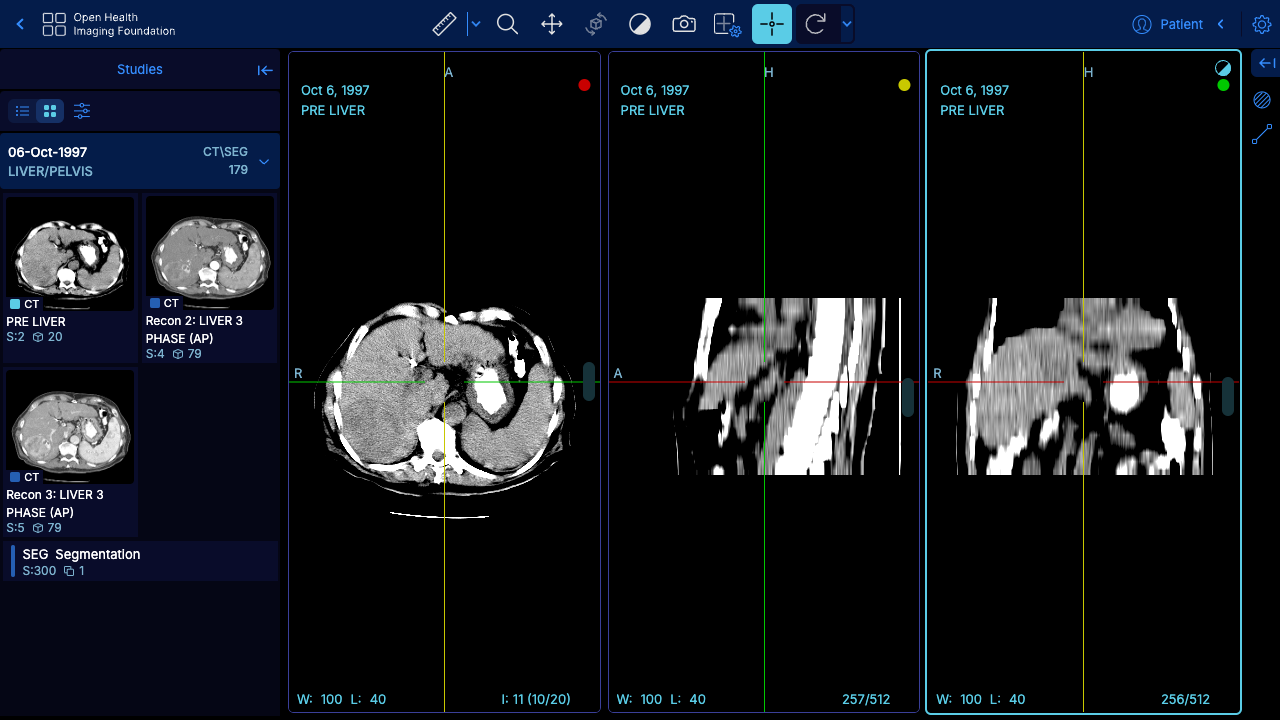 Open Health
Imaging Foundation
Patient
Studies
06-Oct-1997
CT\SEG
LIVER/PELVIS
179
CT
PRE LIVER
S:2 20
CT
Recon 2: LIVER 3
PHASE (AP)
S:4 79
CT
Recon 3: LIVER 3
PHASE (AP)
S:5 79
SEG Segmentation
S:300 1
A
Oct 6, 1997
PRE LIVER
R
W: 100 L: 40
I: 11 (10/20)
H
Oct 6, 1997
PRE LIVER
A
W: 100 L: 40
257/512
H
Oct 6, 1997
PRE LIVER
R
W: 100 L: 40
256/512